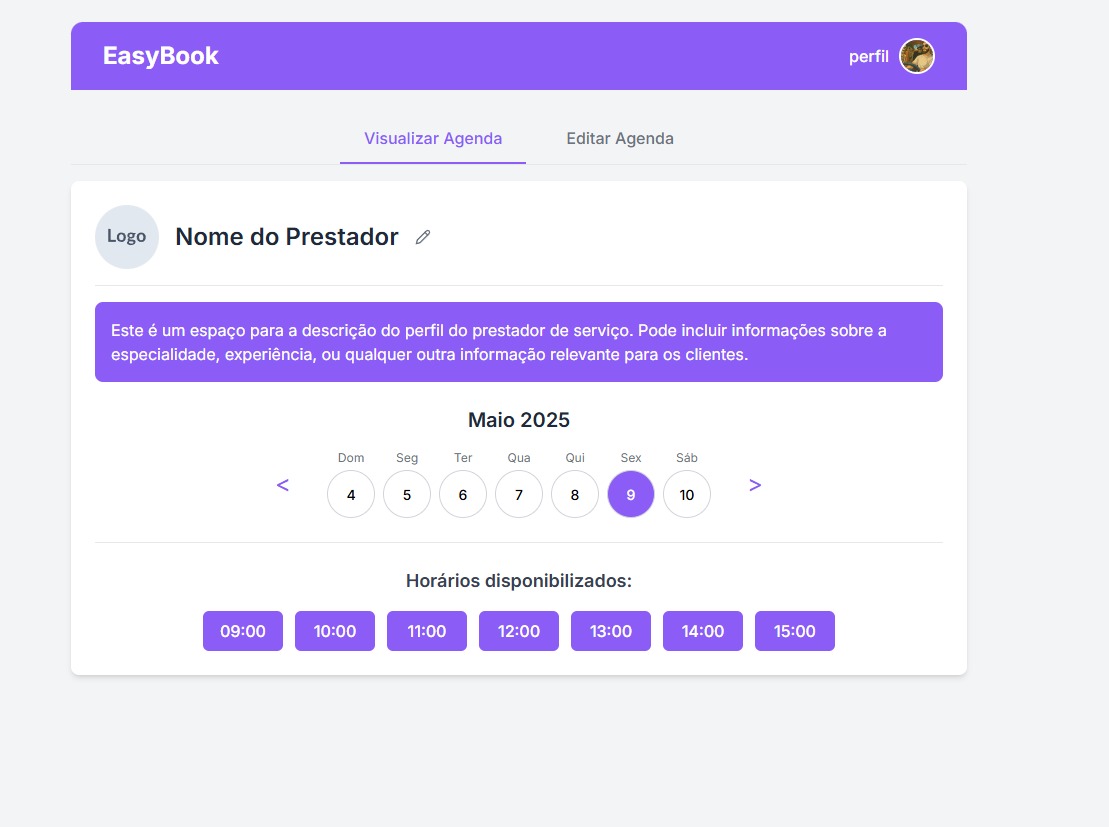 EasyBook
perfil
Visualizar Agenda
Editar Agenda
Logo
Nome do Prestador
Este é um espaço para a descrição do perfil do prestador de serviço. Pode incluir informações sobre a
especialidade, experiência, ou qualquer outra informação relevante para os clientes.
Maio 2025
Dom Seg Ter Qua Qui Sex Sáb
< 4 5 6 7 8 9 10 >
Horários disponibilizados:
09:00 10:00 11:00 12:00 13:00 14:00 15:00